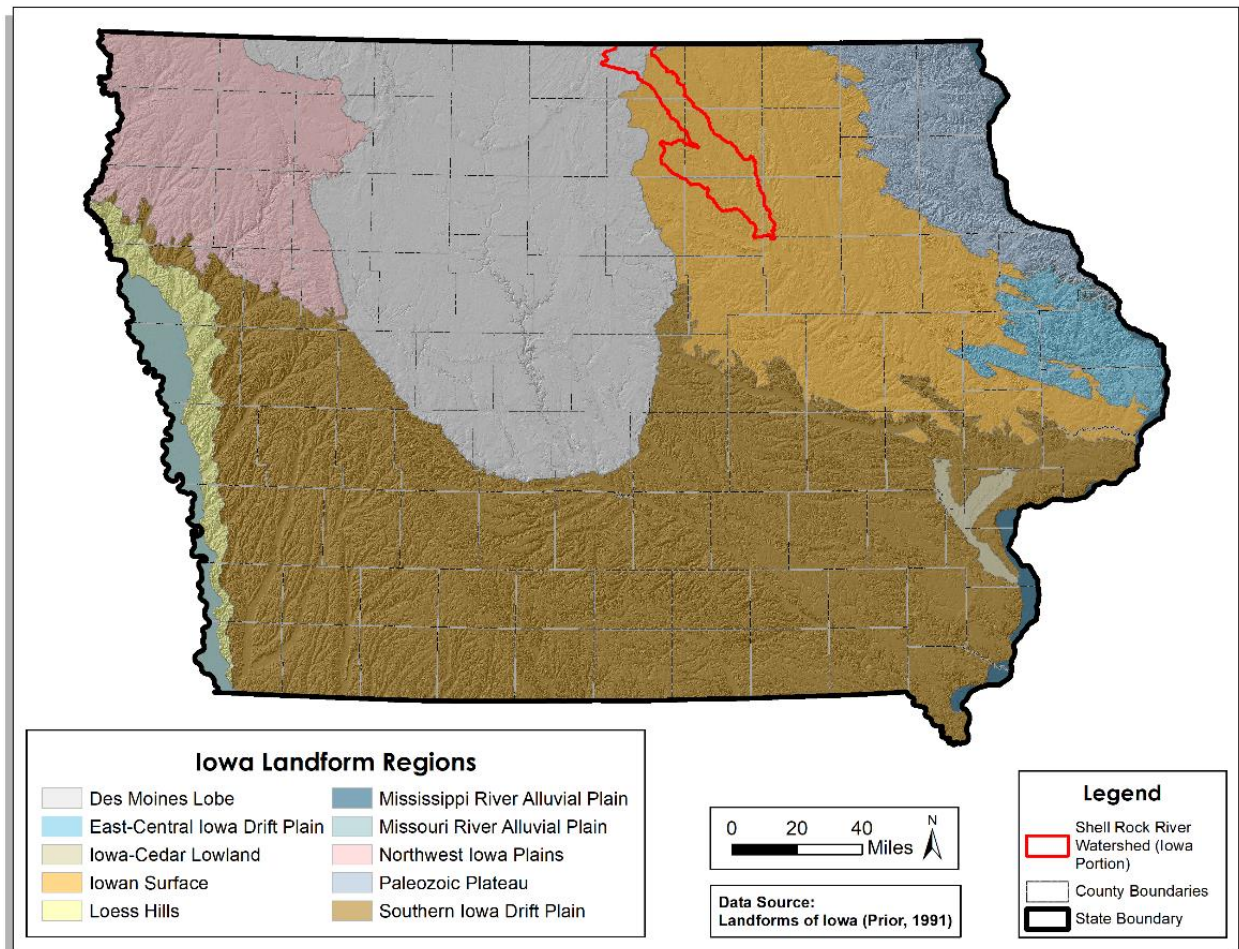 Iowa Landform Regions
Des Moines Lobe
East-Central Iowa Drift Plain
Iowa-Cedar Lowland
Iowan Surface
Loess Hills
Mississippi River Alluvial Plain
Missouri River Alluvial Plain
Northwest Iowa Plains
Paleozoic Plateau
Southern Iowa Drift Plain
0 20 40
Miles
N
Data Source:
Landforms of Iowa (Prior, 1991)
Legend
Shell Rock River
Watershed (Iowa
Portion)
County Boundaries
State Boundary